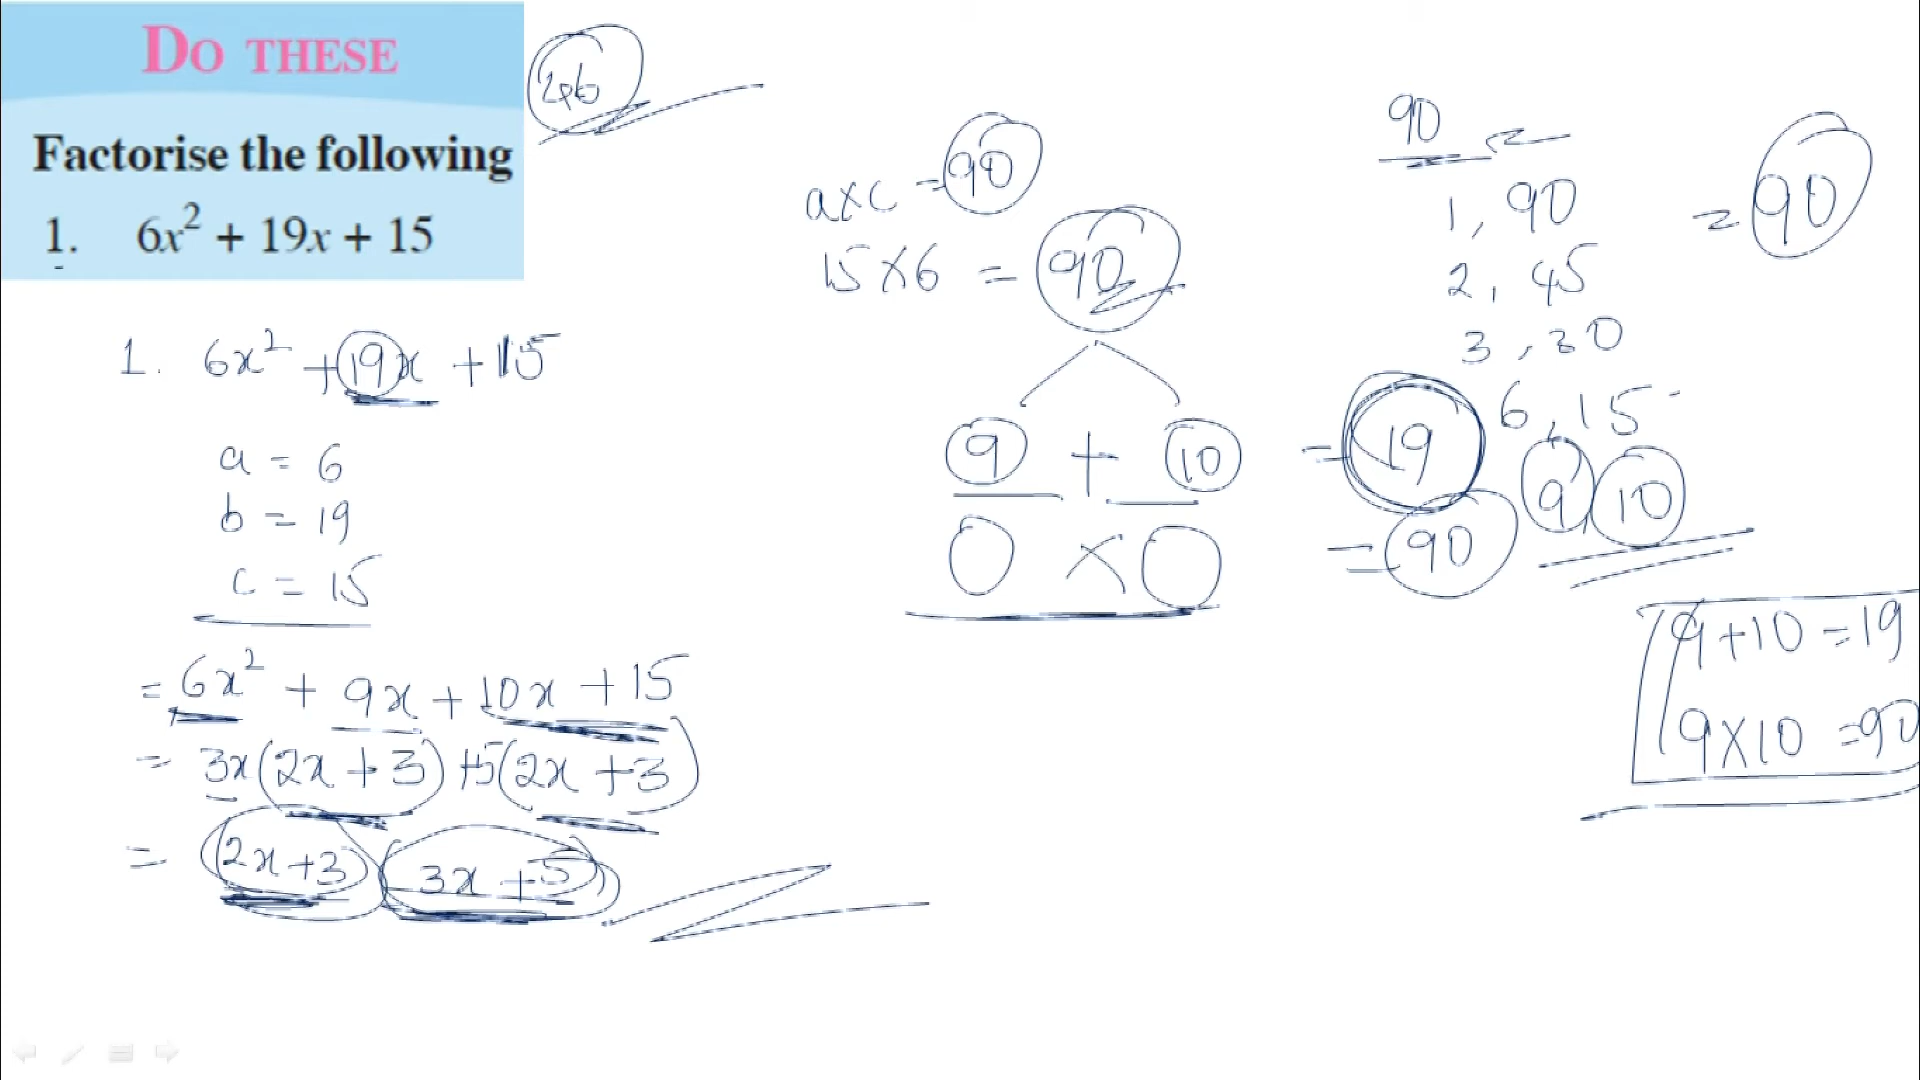 DO THESE
Factorise the following
1. 6x² + 19x + 15
1. 6x² + 19x + 15
a = 6
b = 19
c = 15
= 6x² + 9x + 10x + 15
= 3x(2x + 3) + 5(2x + 3)
= (2x+3)(3x + 5)
a×c = 90
15×6 = 90
9 + 10 = 19
0 × 0 = 90
90
1, 90
2, 45
3, 30
6, 15
9, 10
= 90
9+10 = 19
9×10 = 90